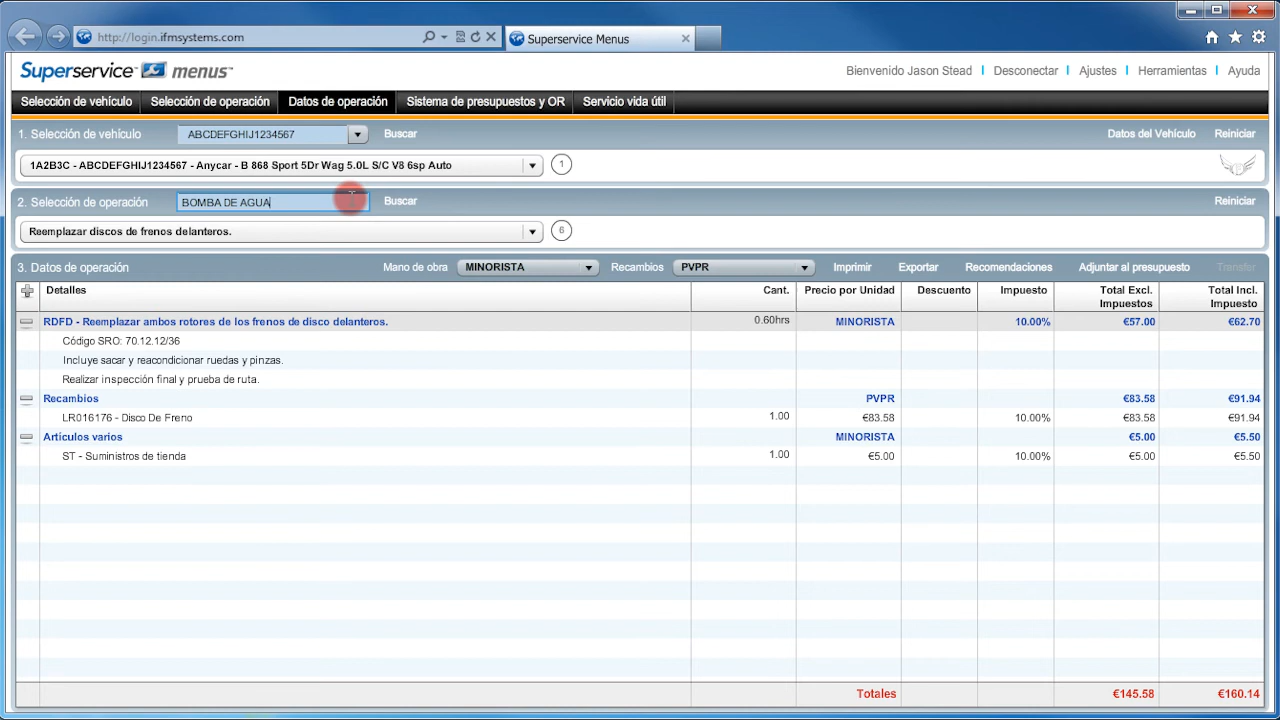 http://login.ifmsystems.com
Superservice Menus
Superservice™ menus™
Bienvenido Jason Stead
Desconectar
Ajustes
Herramientas
Ayuda
Selección de vehículo
Selección de operación
Datos de operación
Sistema de presupuestos y OR
Servicio vida útil
1. Selección de vehículo
ABCDEFGHIJ1234567
Buscar
Datos del Vehículo
Reiniciar
1A2B3C - ABCDEFGHIJ1234567 - Anycar - B 868 Sport 5Dr Wag 5.0L S/C V8 6sp Auto
1
2. Selección de operación
BOMBA DE AGUA
Buscar
Reiniciar
Reemplazar discos de frenos delanteros.
6
3. Datos de operación
Mano de obra
MINORISTA
Recambios
PVPR
Imprimir
Exportar
Recomendaciones
Adjuntar al presupuesto
Transfer
Detalles
Cant.
Precio por Unidad
Descuento
Impuesto
Total Excl. Impuestos
Total Incl. Impuesto
RDFD - Reemplazar ambos rotores de los frenos de disco delanteros. 0.60hrs MINORISTA 10.00% €57.00 €62.70
Código SRO: 70.12.12/36
Incluye sacar y reacondicionar ruedas y pinzas.
Realizar inspección final y prueba de ruta.
Recambios PVPR €83.58 €91.94
LR016176 - Disco De Freno 1.00 €83.58 10.00% €83.58 €91.94
Artículos varios MINORISTA €5.00 €5.50
ST - Suministros de tienda 1.00 €5.00 10.00% €5.00 €5.50
Totales €145.58 €160.14